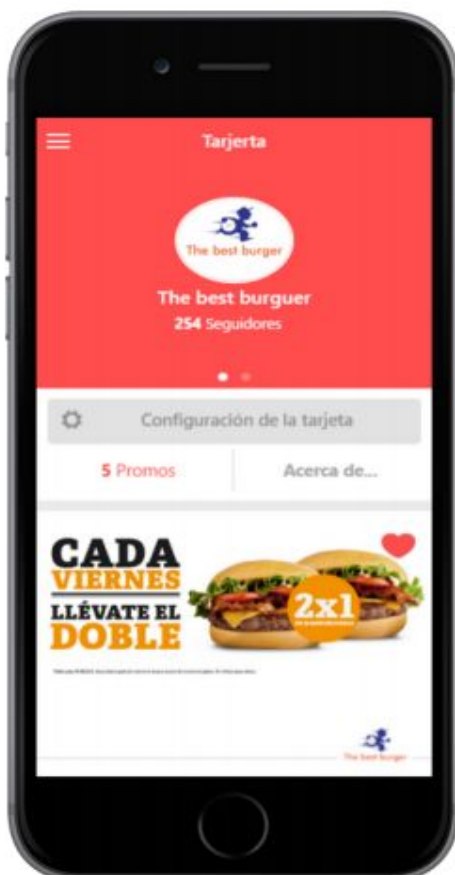 Tarjerta
The best burger
The best burguer
254 Seguidores
Configuración de la tarjeta
5 Promos
Acerca de...
CADA
VIERNES
LLÉVATE EL
DOBLE
2x1
The best burger